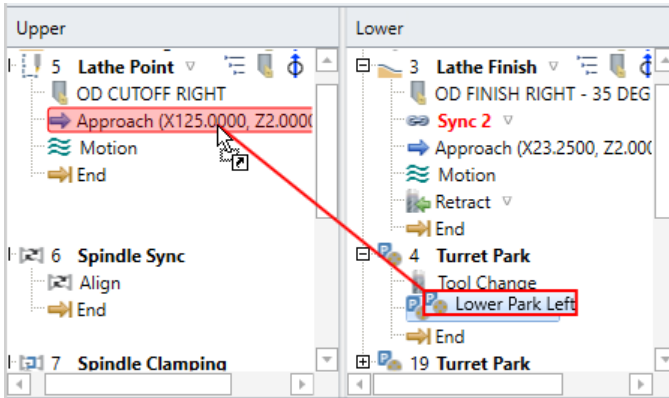 Upper
5 Lathe Point
OD CUTOFF RIGHT
Approach (X125.0000, Z2.0000
Motion
End
6 Spindle Sync
Align
End
7 Spindle Clamping
Lower
3 Lathe Finish
OD FINISH RIGHT - 35 DEG
Sync 2
Approach (X23.2500, Z2.000
Motion
Retract
End
4 Turret Park
Tool Change
Lower Park Left
End
19 Turret Park